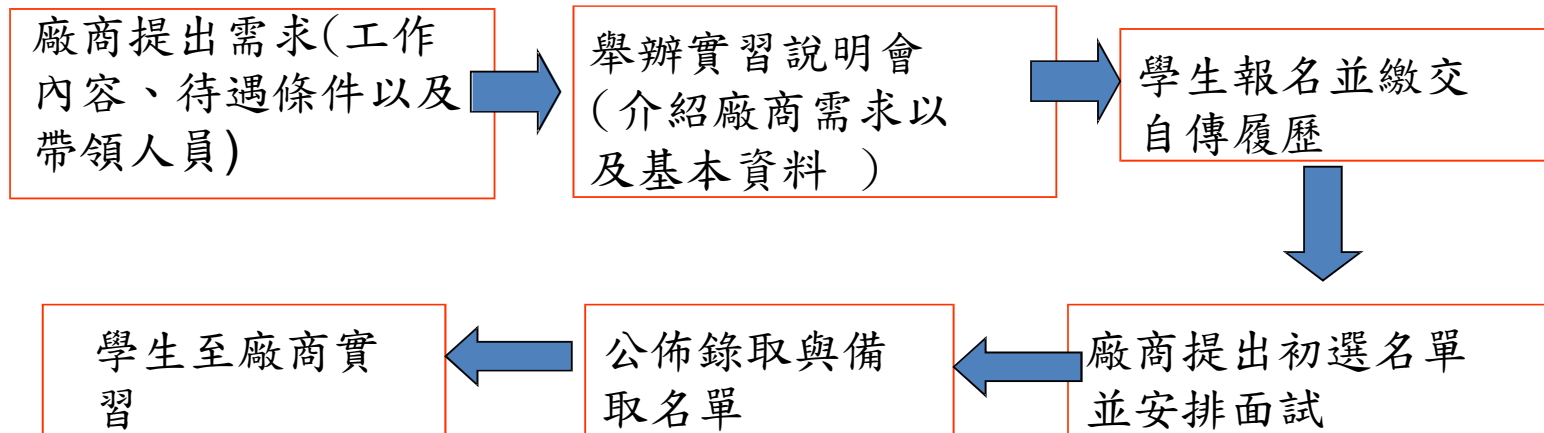 廠商提出需求(工作
內容、待遇條件以及
帶領人員)
舉辦實習說明會
(介紹廠商需求以
及基本資料 )
學生報名並繳交
自傳履歷
廠商提出初選名單
並安排面試
公佈錄取與備
取名單
學生至廠商實
習